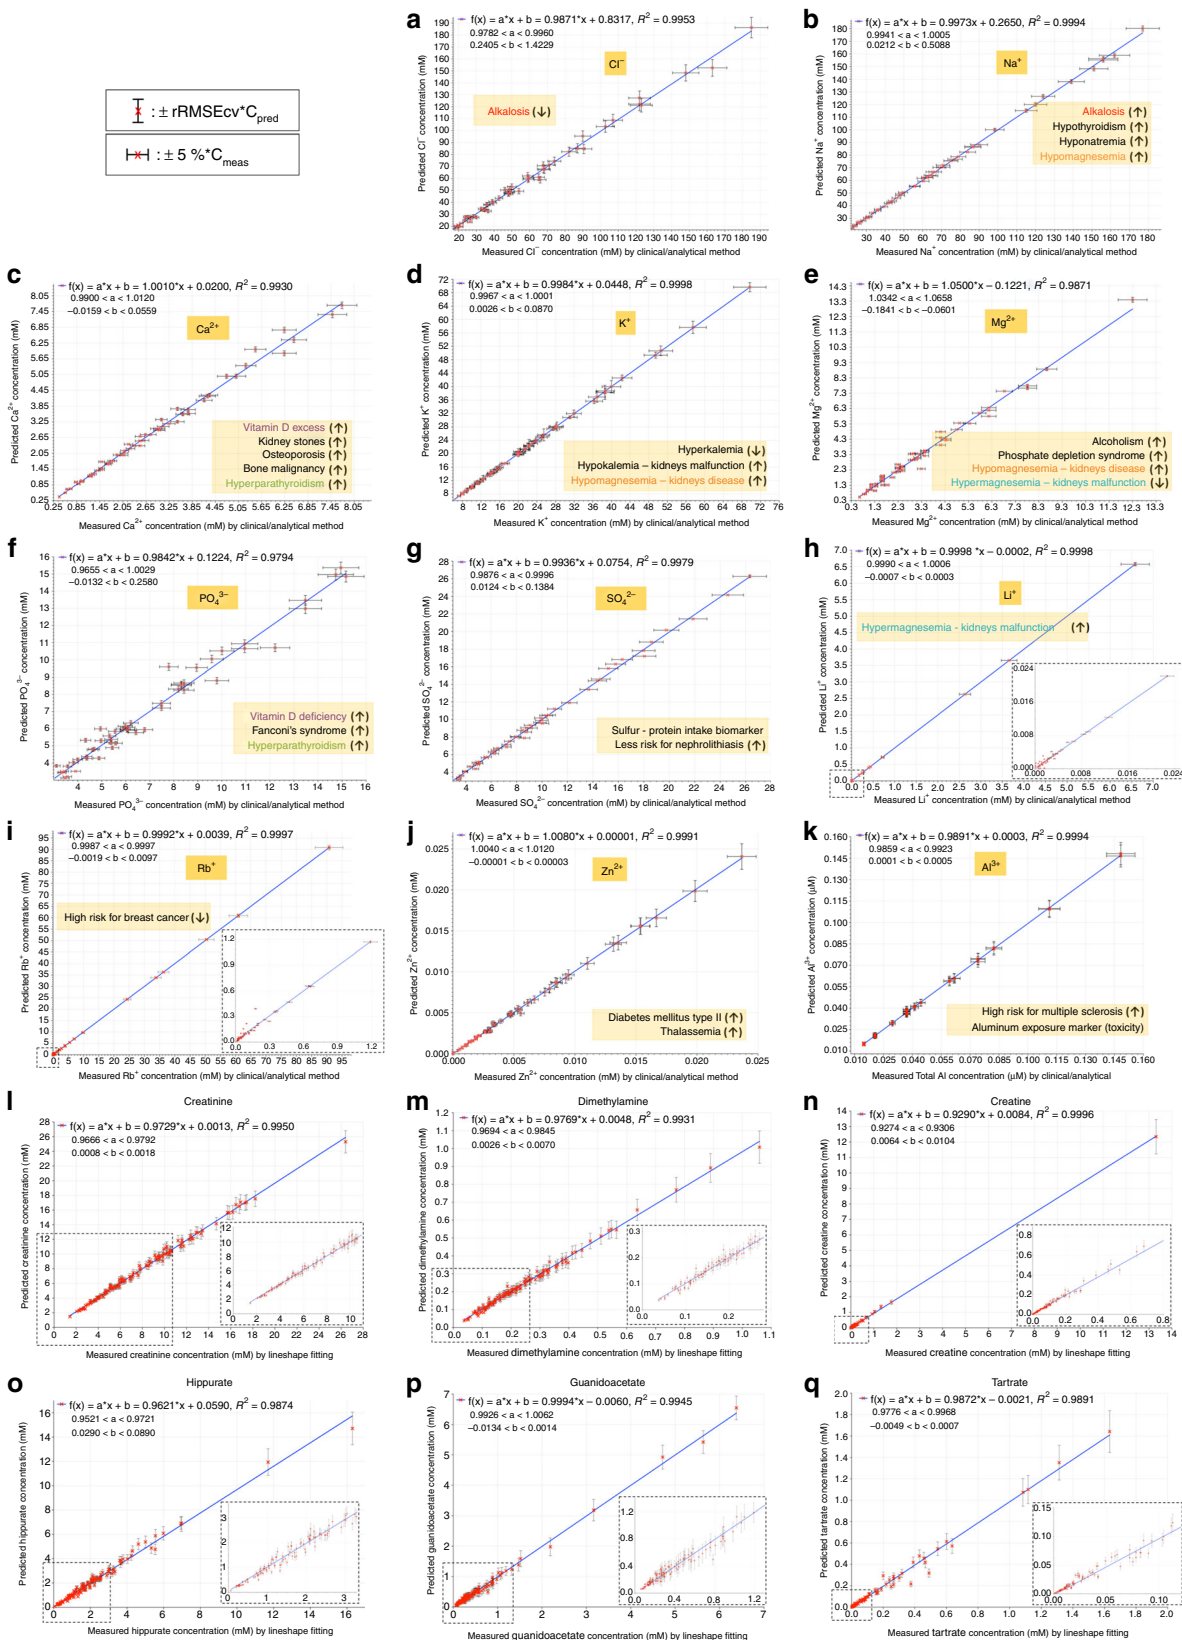 : ± rRMSEcv*Cpred
: ± 5 %*Cmeas
a
f(x) = a*x + b = 0.9871*x + 0.8317, R² = 0.9953
0.9782 < a < 0.9960
0.2405 < b < 1.4229
Cl⁻
Alkalosis (↓)
Predicted Cl⁻ concentration (mM)
Measured Cl⁻ concentration (mM) by clinical/analytical method
b
f(x) = a*x + b = 0.9973*x + 0.2650, R² = 0.9994
0.9941 < a < 1.0005
0.0212 < b < 0.5088
Na⁺
Alkalosis (↑)
Hypothyroidism (↑)
Hyponatremia (↑)
Hypomagnesemia (↑)
Predicted Na⁺ concentration (mM)
Measured Na⁺ concentration (mM) by clinical/analytical method
c
f(x) = a*x + b = 1.0010*x + 0.0200, R² = 0.9930
0.9900 < a < 1.0120
−0.0159 < b < 0.0559
Ca²⁺
Vitamin D excess (↑)
Kidney stones (↑)
Osteoporosis (↑)
Bone malignancy (↑)
Hyperparathyroidism (↑)
Predicted Ca²⁺ concentration (mM)
Measured Ca²⁺ concentration (mM) by clinical/analytical method
d
f(x) = a*x + b = 0.9984*x + 0.0448, R² = 0.9998
0.9967 < a < 1.0001
0.0026 < b < 0.0870
K⁺
Hyperkalemia (↓)
Hypokalemia – kidneys malfunction (↑)
Hypomagnesemia – kidneys disease (↑)
Predicted K⁺ concentration (mM)
Measured K⁺ concentration (mM) by clinical/analytical method
e
f(x) = a*x + b = 1.0500*x − 0.1221, R² = 0.9871
1.0342 < a < 1.0658
−0.1841 < b < −0.0601
Mg²⁺
Alcoholism (↑)
Phosphate depletion syndrome (↑)
Hypomagnesemia – kidneys disease (↑)
Hypermagnesemia – kidneys malfunction (↓)
Predicted Mg²⁺ concentration (mM)
Measured Mg²⁺ concentration (mM) by clinical/analytical method
f
f(x) = a*x + b = 0.9842*x + 0.1224, R² = 0.9794
0.9655 < a < 1.0029
−0.0132 < b < 0.2580
PO₄³⁻
Vitamin D deficiency (↑)
Fanconi's syndrome (↑)
Hyperparathyroidism (↑)
Predicted PO₄³⁻ concentration (mM)
Measured PO₄³⁻ concentration (mM) by clinical/analytical method
g
f(x) = a*x + b = 0.9936*x + 0.0754, R² = 0.9979
0.9876 < a < 0.9996
0.0124 < b < 0.1384
SO₄²⁻
Sulfur - protein intake biomarker
Less risk for nephrolithiasis (↑)
Predicted SO₄²⁻ concentration (mM)
Measured SO₄²⁻ concentration (mM) by clinical/analytical method
h
f(x) = a*x + b = 0.9998 *x − 0.0002, R² = 0.9998
0.9990 < a < 1.0006
−0.0007 < b < 0.0003
Li⁺
Hypermagnesemia - kidneys malfunction (↑)
Predicted Li⁺ concentration (mM)
Measured Li⁺ concentration (mM) by clinical/analytical method
i
f(x) = a*x + b = 0.9992*x + 0.0039, R² = 0.9997
0.9987 < a < 0.9997
−0.0019 < b < 0.0097
Rb⁺
High risk for breast cancer (↓)
Predicted Rb⁺ concentration (mM)
Measured Rb⁺ concentration (mM) by clinical/analytical method
j
f(x) = a*x + b = 1.0080*x + 0.00001, R² = 0.9991
1.0040 < a < 1.0120
−0.00001 < b < 0.00003
Zn²⁺
Diabetes mellitus type II (↑)
Thalassemia (↑)
Predicted Zn²⁺ concentration (mM)
Measured Zn²⁺ concentration (mM) by clinical/analytical method
k
f(x) = a*x + b = 0.9891*x + 0.0003, R² = 0.9994
0.9859 < a < 0.9923
0.0001 < b < 0.0005
Al³⁺
High risk for multiple sclerosis (↑)
Aluminum exposure marker (toxicity)
Predicted Al³⁺ concentration (µM)
Measured Total Al concentration (µM) by clinical/analytical
l
Creatinine
f(x) = a*x + b = 0.9729*x + 0.0013, R² = 0.9950
0.9666 < a < 0.9792
0.0008 < b < 0.0018
Predicted creatinine concentration (mM)
Measured creatinine concentration (mM) by lineshape fitting
m
Dimethylamine
f(x) = a*x + b = 0.9769*x + 0.0048, R² = 0.9931
0.9694 < a < 0.9845
0.0026 < b < 0.0070
Predicted dimethylamine concentration (mM)
Measured dimethylamine concentration (mM) by lineshape fitting
n
Creatine
f(x) = a*x + b = 0.9290*x + 0.0084, R² = 0.9996
0.9274 < a < 0.9306
0.0064 < b < 0.0104
Predicted creatine concentration (mM)
Measured creatine concentration (mM) by lineshape fitting
o
Hippurate
f(x) = a*x + b = 0.9621*x + 0.0590, R² = 0.9874
0.9521 < a < 0.9721
0.0290 < b < 0.0890
Predicted hippurate concentration (mM)
Measured hippurate concentration (mM) by lineshape fitting
p
Guanidoacetate
f(x) = a*x + b = 0.9994*x − 0.0060, R² = 0.9945
0.9926 < a < 1.0062
−0.0134 < b < 0.0014
Predicted guanidoacetate concentration (mM)
Measured guanidoacetate concentration (mM) by lineshape fitting
q
Tartrate
f(x) = a*x + b = 0.9872*x − 0.0021, R² = 0.9891
0.9776 < a < 0.9968
−0.0049 < b < 0.0007
Predicted tartrate concentration (mM)
Measured tartrate concentration (mM) by lineshape fitting